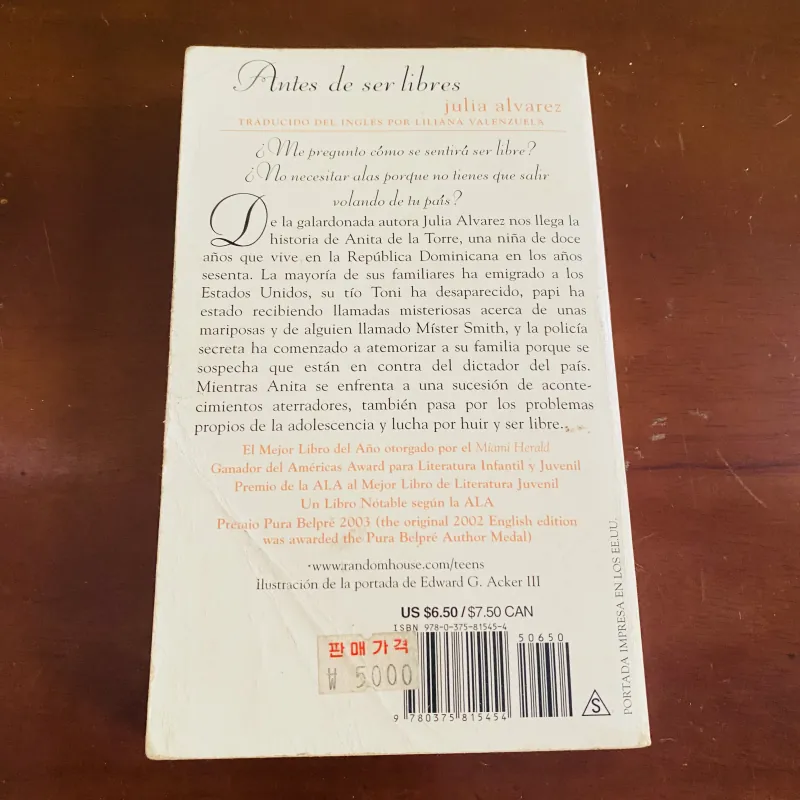 Antes de ser libres
julia alvarez
TRADUCIDO DEL INGLÉS POR LILIANA VALENZUELA
¿Me pregunto cómo se sentirá ser libre?
¿No necesitar alas porque no tienes que salir
volando de tu país?
De la galardonada autora Julia Alvarez nos llega la
historia de Anita de la Torre, una niña de doce
años que vive en la República Dominicana en los años
sesenta. La mayoría de sus familiares ha emigrado a los
Estados Unidos, su tío Toni ha desaparecido, papi ha
estado recibiendo llamadas misteriosas acerca de unas
mariposas y de alguien llamado Míster Smith, y la policía
secreta ha comenzado a atemorizar a su familia porque se
sospecha que están en contra del dictador del país.
Mientras Anita se enfrenta a una sucesión de aconte-
cimientos aterradores, también pasa por los problemas
propios de la adolescencia y lucha por huir y ser libre.
El Mejor Libro del Año otorgado por el Miami Herald
Ganador del Américas Award para Literatura Infantil y Juvenil
Premio de la ALA al Mejor Libro de Literatura Juvenil
Un Libro Notable según la ALA
Premio Pura Belpré 2003 (the original 2002 English edition
was awarded the Pura Belpré Author Medal)
www.randomhouse.com/teens
ilustración de la portada de Edward G. Acker III
US $6.50 / $7.50 CAN
ISBN 978-0-375-81545-4
50650
판매가격
₩ 5000
9 780375 815454
S
PORTADA IMPRESA EN LOS EE.UU.